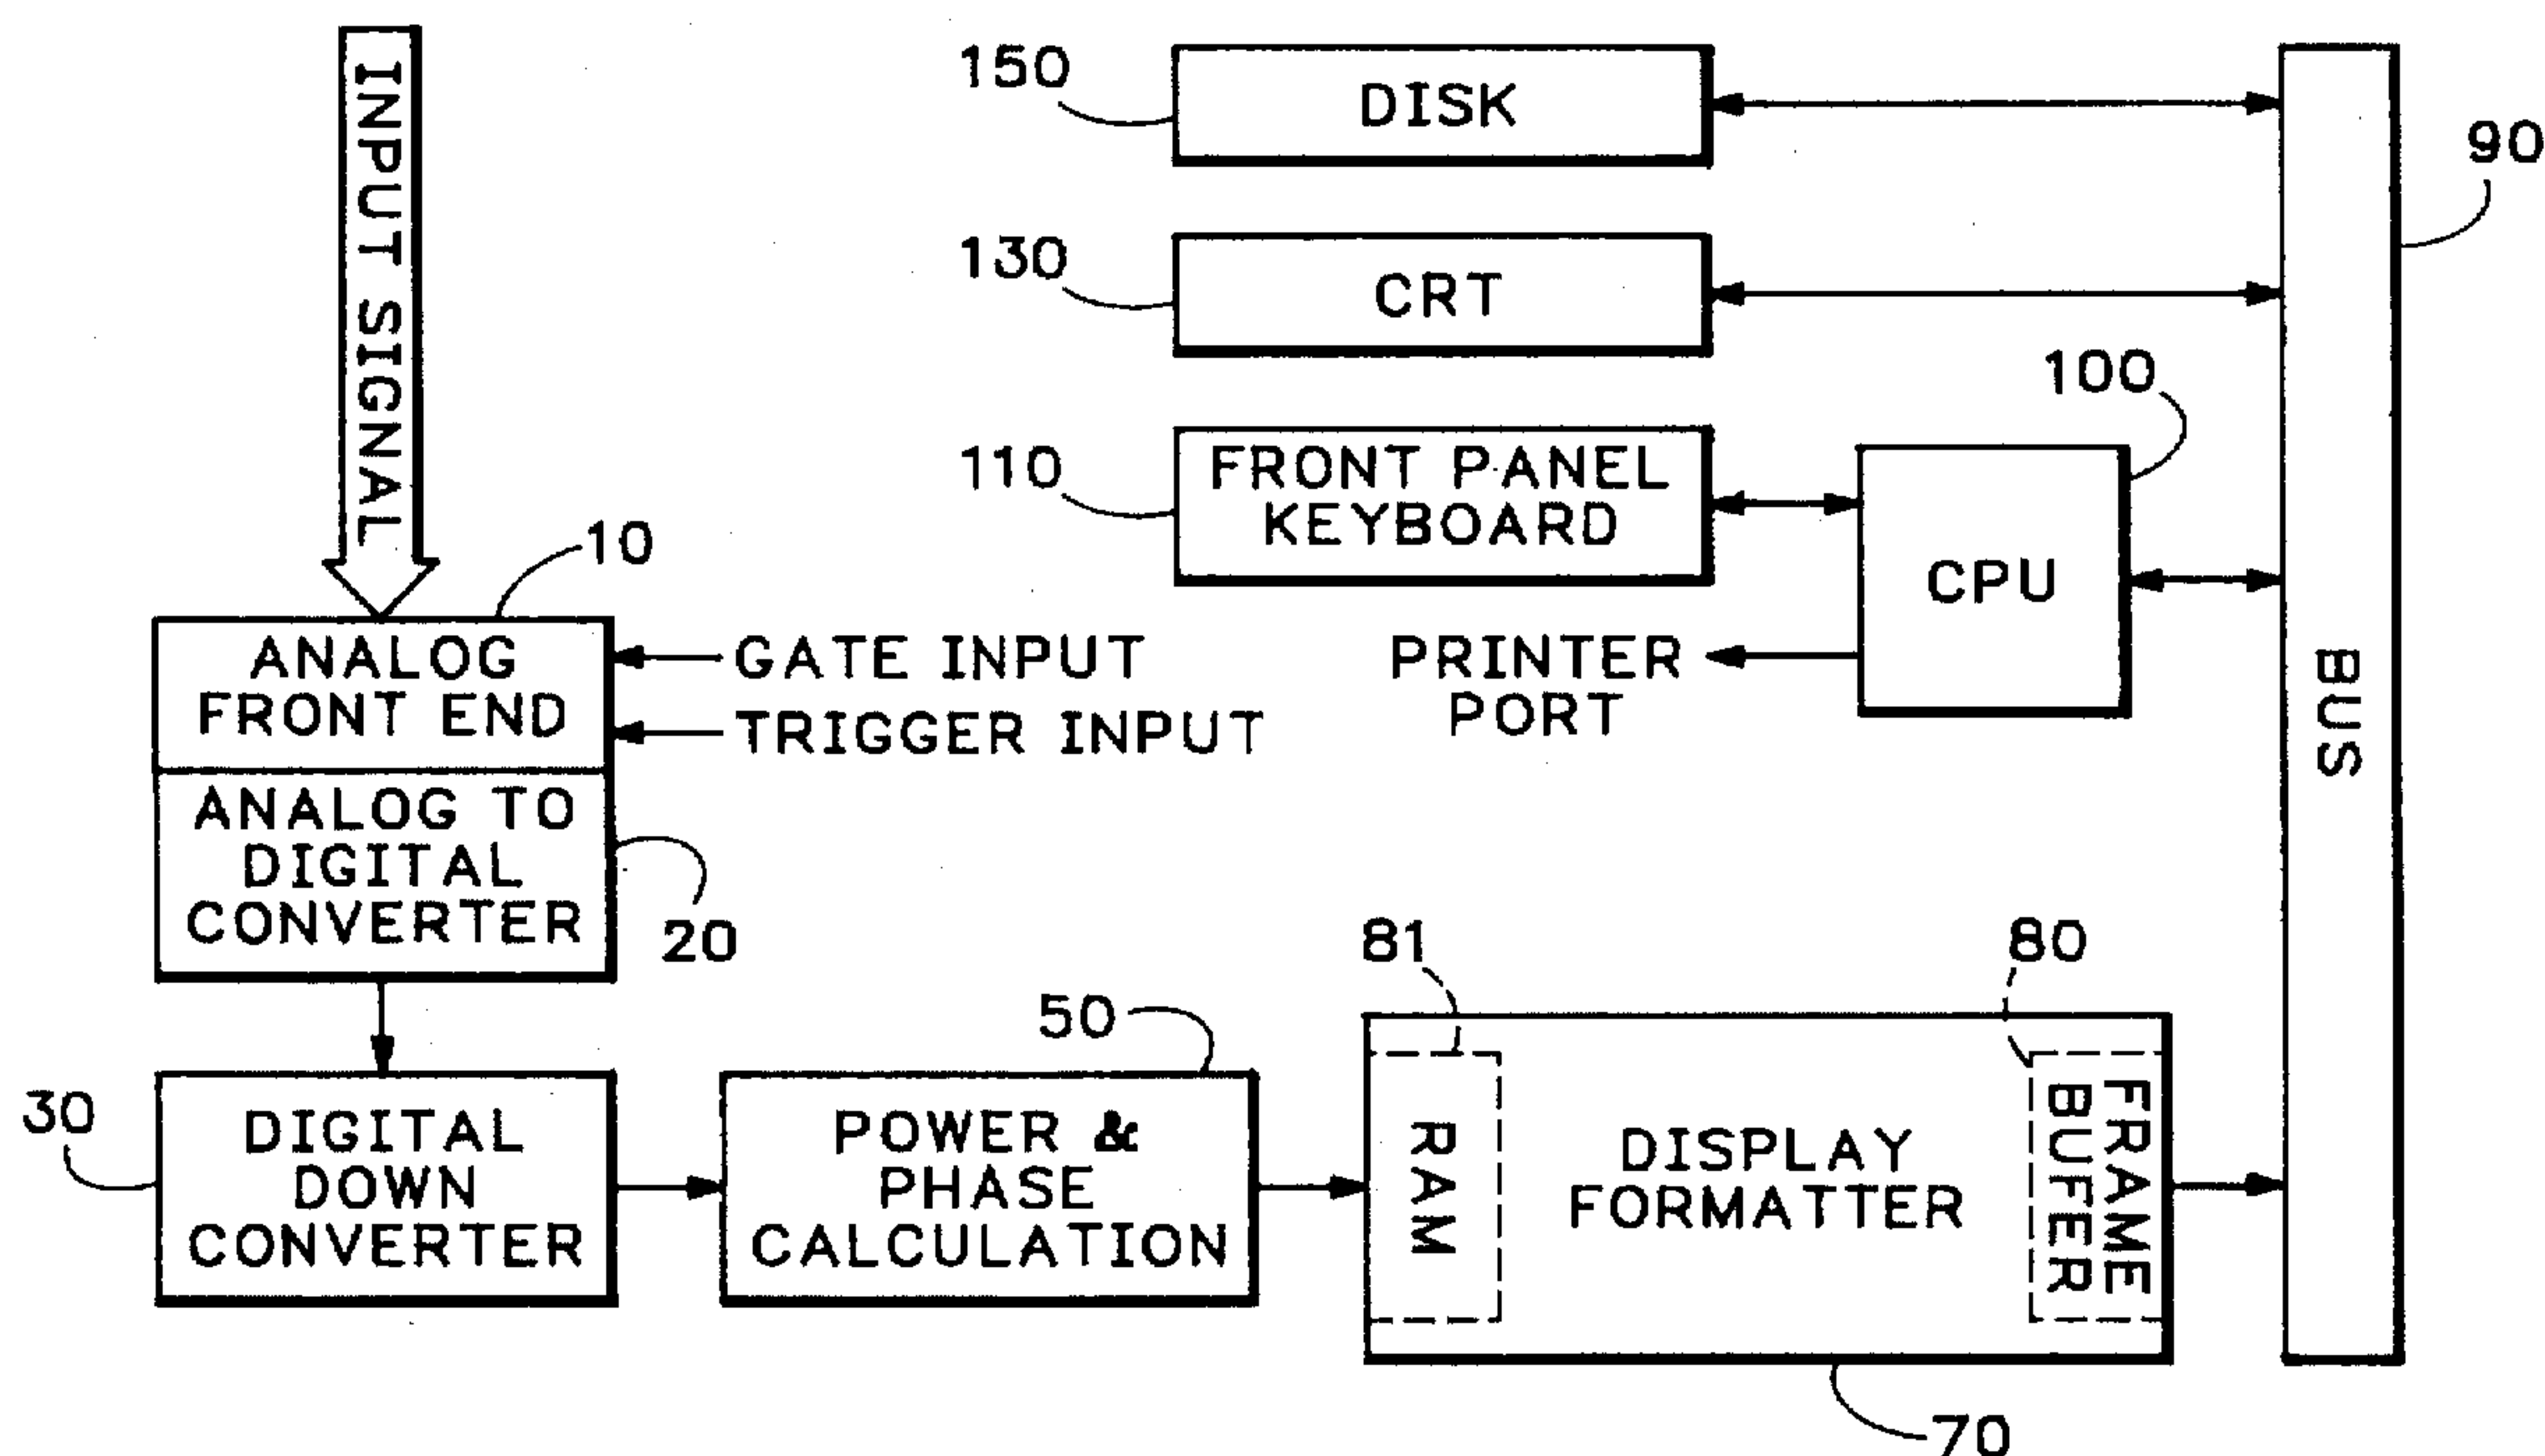 INPUT SIGNAL
150
DISK
90
130
CRT
100
110
FRONT PANEL
KEYBOARD
CPU
PRINTER
PORT
BUS
10
ANALOG
FRONT END
GATE INPUT
TRIGGER INPUT
ANALOG TO
DIGITAL
CONVERTER
20
30
DIGITAL
DOWN
CONVERTER
50
POWER &
PHASE
CALCULATION
81
80
RAM
DISPLAY
FORMATTER
FRAME
BUFFER
70